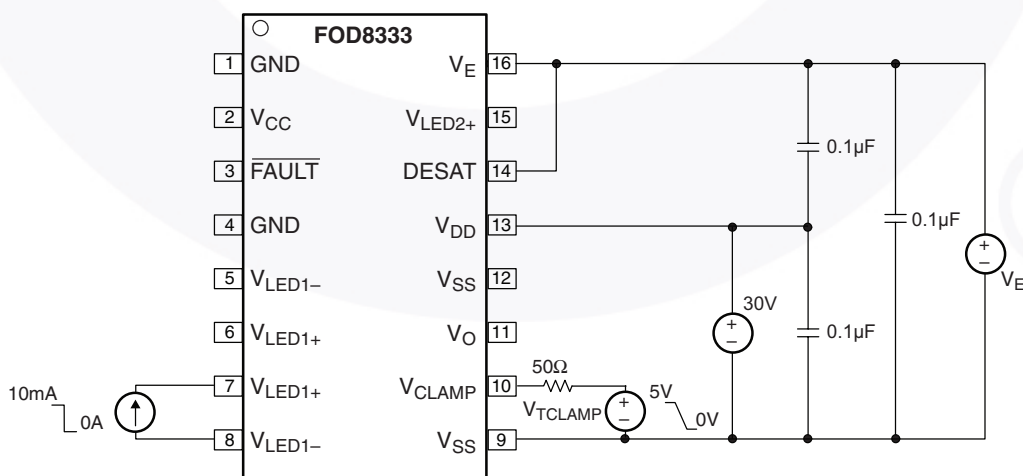 FOD8333
1 GND
2 VCC
3 FAULT
4 GND
5 VLED1–
6 VLED1+
7 VLED1+
8 VLED1–
VE 16
VLED2+ 15
DESAT 14
VDD 13
VSS 12
VO 11
VCLAMP 10
VSS 9
10mA
0A
50Ω
VTCLAMP
+
–
5V
0V
30V
+
–
0.1µF
0.1µF
0.1µF
+
–
VE